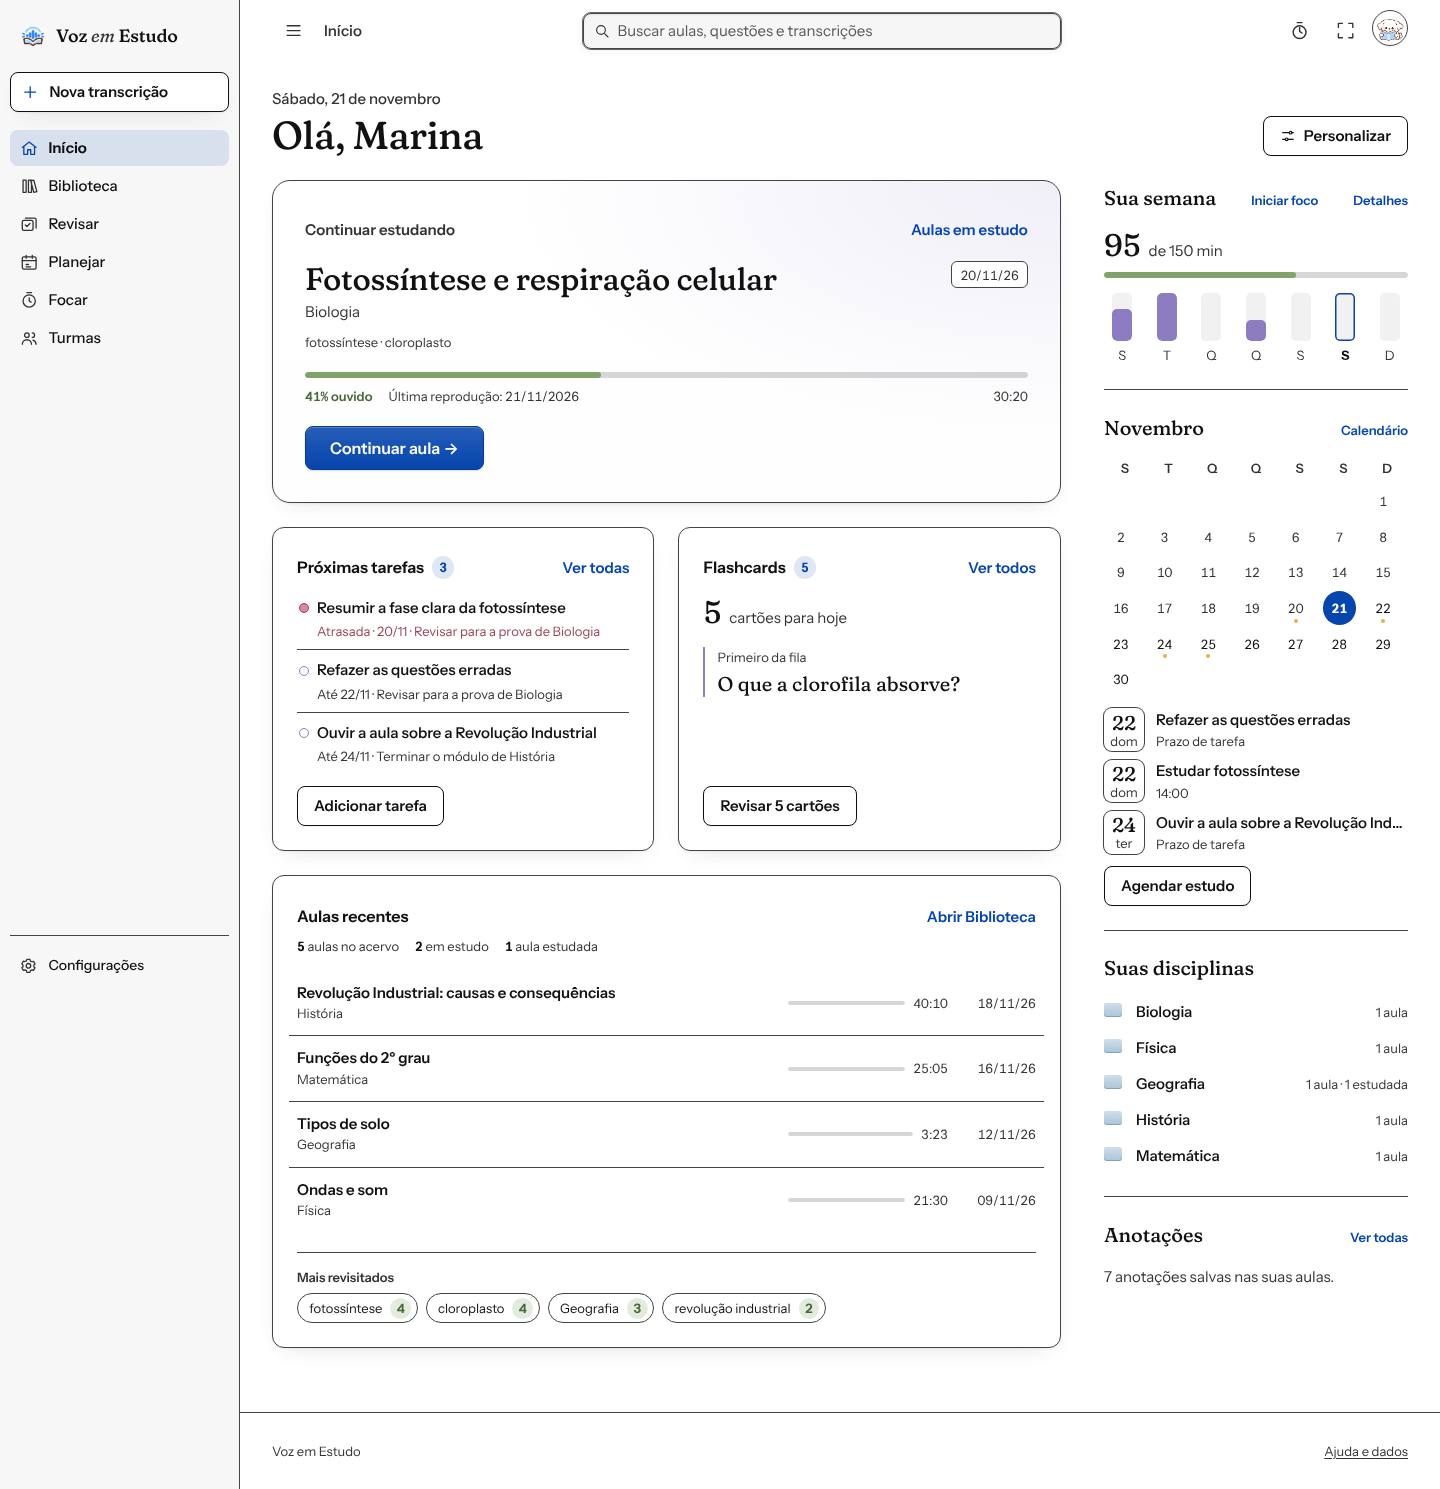 Voz em Estudo
Nova transcrição
Início
Biblioteca
Revisar
Planejar
Focar
Turmas
Configurações
Início
Buscar aulas, questões e transcrições
Sábado, 21 de novembro
Olá, Marina
Personalizar
Continuar estudando
Aulas em estudo
Fotossíntese e respiração celular
20/11/26
Biologia
fotossíntese · cloroplasto
41% ouvido Última reprodução: 21/11/2026 30:20
Continuar aula →
Próximas tarefas 3 Ver todas
Resumir a fase clara da fotossíntese
Atrasada · 20/11 · Revisar para a prova de Biologia
Refazer as questões erradas
Até 22/11 · Revisar para a prova de Biologia
Ouvir a aula sobre a Revolução Industrial
Até 24/11 · Terminar o módulo de História
Adicionar tarefa
Flashcards 5 Ver todos
5 cartões para hoje
Primeiro da fila
O que a clorofila absorve?
Revisar 5 cartões
Aulas recentes Abrir Biblioteca
5 aulas no acervo 2 em estudo 1 aula estudada
Revolução Industrial: causas e consequências
História
40:10 18/11/26
Funções do 2º grau
Matemática
25:05 16/11/26
Tipos de solo
Geografia
3:23 12/11/26
Ondas e som
Física
21:30 09/11/26
Mais revisitados
fotossíntese 4 cloroplasto 4 Geografia 3 revolução industrial 2
Sua semana Iniciar foco Detalhes
95 de 150 min
S T Q Q S S D
Novembro Calendário
S T Q Q S S D
1
2 3 4 5 6 7 8
9 10 11 12 13 14 15
16 17 18 19 20 21 22
23 24 25 26 27 28 29
30
22 dom
Refazer as questões erradas
Prazo de tarefa
22 dom
Estudar fotossíntese
14:00
24 ter
Ouvir a aula sobre a Revolução Ind...
Prazo de tarefa
Agendar estudo
Suas disciplinas
Biologia 1 aula
Física 1 aula
Geografia 1 aula · 1 estudada
História 1 aula
Matemática 1 aula
Anotações Ver todas
7 anotações salvas nas suas aulas.
Voz em Estudo
Ajuda e dados